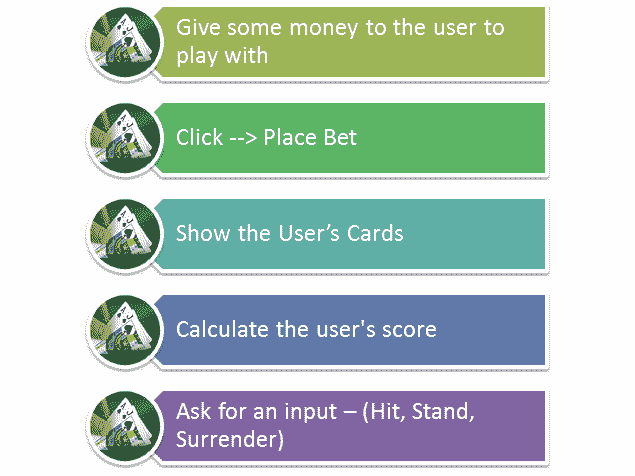 Give some money to the user to
play with
Click --> Place Bet
Show the User’s Cards
Calculate the user's score
Ask for an input – (Hit, Stand,
Surrender)